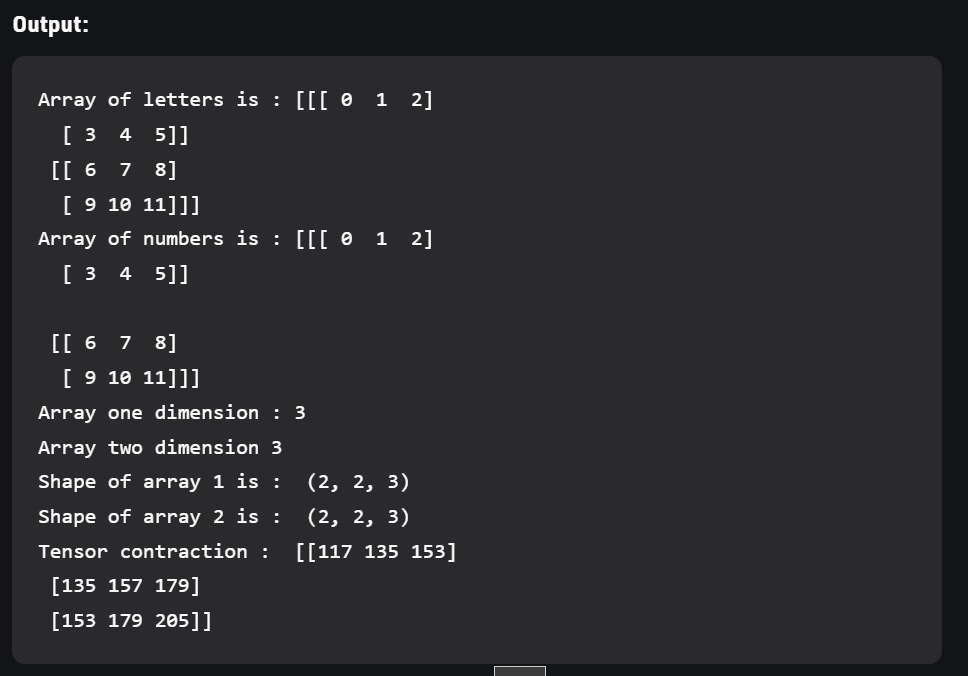 Output:
Array of letters is : [[[ 0  1  2]
  [ 3  4  5]]
 [[ 6  7  8]
  [ 9 10 11]]]
Array of numbers is : [[[ 0  1  2]
  [ 3  4  5]]
 [[ 6  7  8]
  [ 9 10 11]]]
Array one dimension : 3
Array two dimension 3
Shape of array 1 is :  (2, 2, 3)
Shape of array 2 is :  (2, 2, 3)
Tensor contraction :  [[117 135 153]
 [135 157 179]
 [153 179 205]]